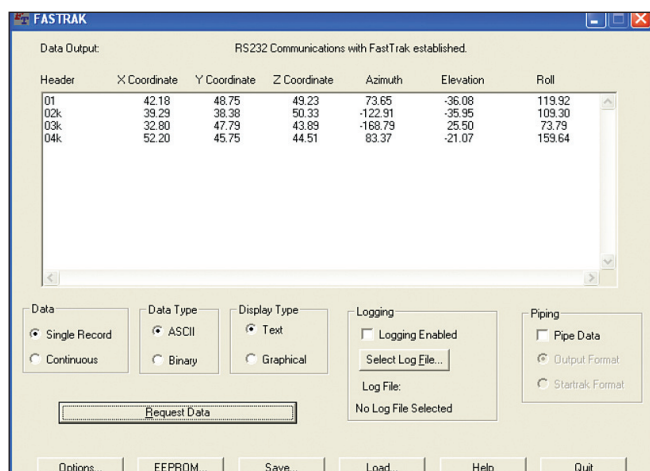 FASTRAK
Data Output: RS232 Communications with FastTrak established.
Header X Coordinate Y Coordinate Z Coordinate Azimuth Elevation Roll
01 42.18 48.75 49.23 73.65 -36.08 119.92
02k 39.29 38.38 50.33 -122.91 -35.95 109.30
03k 32.80 47.79 43.89 -168.79 25.50 73.79
04k 52.20 45.75 44.51 83.37 -21.07 159.64
Data
Single Record
Continuous
Data Type
ASCII
Binary
Display Type
Text
Graphical
Logging
Logging Enabled
Select Log File...
Log File:
No Log File Selected
Piping
Pipe Data
Output Format
Startrak Format
Request Data
Options... EEPROM... Save... Load... Help Quit